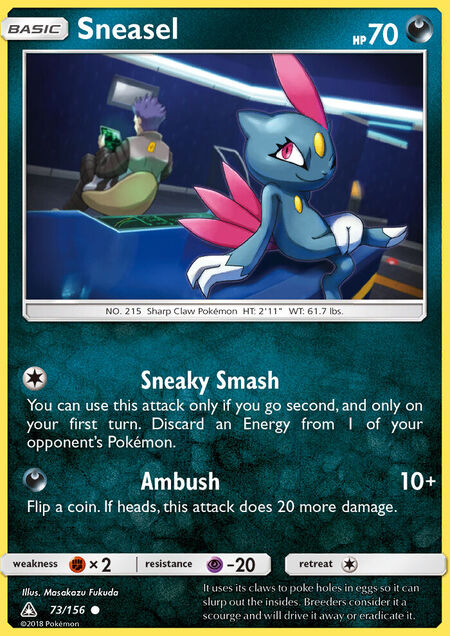 BASIC Sneasel HP70
NO. 215 Sharp Claw Pokémon HT: 2'11" WT: 61.7 lbs.
Sneaky Smash
You can use this attack only if you go second, and only on
your first turn. Discard an Energy from 1 of your
opponent's Pokémon.
Ambush 10+
Flip a coin. If heads, this attack does 20 more damage.
weakness ×2 resistance -20 retreat
Illus. Masakazu Fukuda
73/156
©2018 Pokémon
It uses its claws to poke holes in eggs so it can
slurp out the insides. Breeders consider it a
scourge and will drive it away or eradicate it.